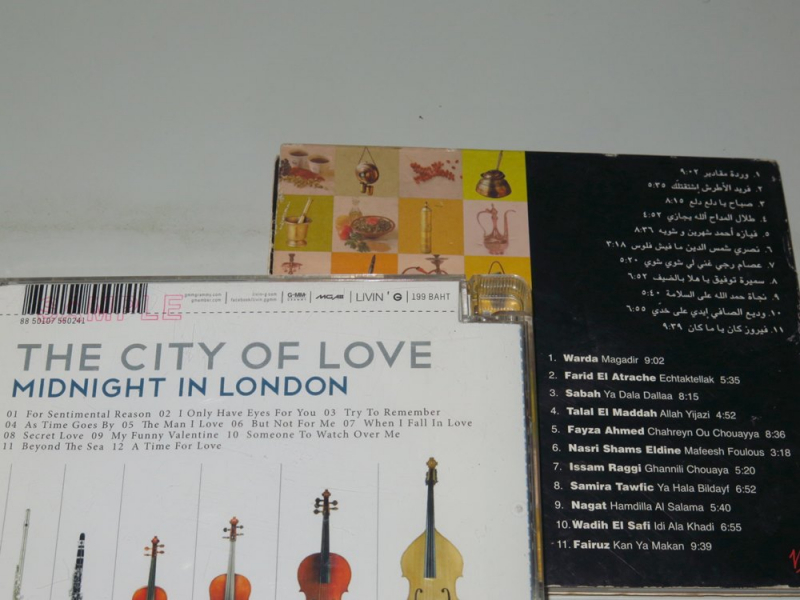 ١. وردة مقادير ٩:٠٢
٢. فريد الأطرش إشتقتلك ٥:٣٥
٣. صباح يا دلع دلع ٨:١٥
٤. طلال المداح ألله يجازي ٤:٥٢
٥. فيازه أحمد شهرين و شويه ٨:٣٦
٦. نصري شمس الدين ما فيش فلوس ٣:١٨
٧. عصام رجي غني لي شوي شوي ٥:٢٠
٨. سميرة توفيق يا هلا بالضيف ٦:٥٢
٩. نجاة حمد الله على السلامة ٥:٤٠
١٠. وديع الصافي إبدي على خدي ٦:٥٥
١١. فيروز كان يا ما كان ٩:٣٩
1. Warda Magadir 9:02
2. Farid El Atrache Echtaktellak 5:35
3. Sabah Ya Dala Dallaa 8:15
4. Talal El Maddah Allah Yijazi 4:52
5. Fayza Ahmed Chahreyn Ou Chouayya 8:36
6. Nasri Shams Eldine Mafeesh Foulous 3:18
7. Issam Raggi Ghannili Chouaya 5:20
8. Samira Tawfic Ya Hala Bildayf 6:52
9. Nagat Hamdilla Al Salama 5:40
10. Wadih El Safi Idi Ala Khadi 6:55
11. Fairuz Kan Ya Makan 9:39
SAMPLE
LIVIN' G 199 BAHT
THE CITY OF LOVE
MIDNIGHT IN LONDON
01 For Sentimental Reason 02 I Only Have Eyes For You 03 Try To Remember
04 As Time Goes By 05 The Man I Love 06 But Not For Me 07 When I Fall In Love
08 Secret Love 09 My Funny Valentine 10 Someone To Watch Over Me
11 Beyond The Sea 12 A Time For Love